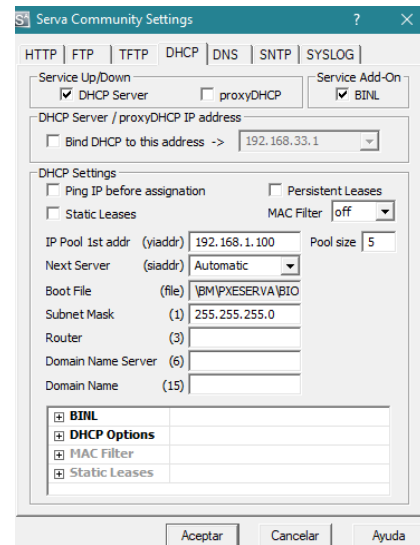 Serva Community Settings ? ×
HTTP | FTP | TFTP DHCP | DNS | SNTP | SYSLOG |
Service Up/Down Service Add-On
DHCP Server proxyDHCP BINL
DHCP Server / proxyDHCP IP address
Bind DHCP to this address -> 192.168.33.1
DHCP Settings
Ping IP before assignation Persistent Leases
Static Leases MAC Filter off
IP Pool 1st addr (yiaddr) 192.168.1.100 Pool size 5
Next Server (siaddr) Automatic
Boot File (file) \BM\PXESERVA\BIO
Subnet Mask (1) 255.255.255.0
Router (3)
Domain Name Server (6)
Domain Name (15)
BINL
DHCP Options
MAC Filter
Static Leases
Aceptar Cancelar Ayuda